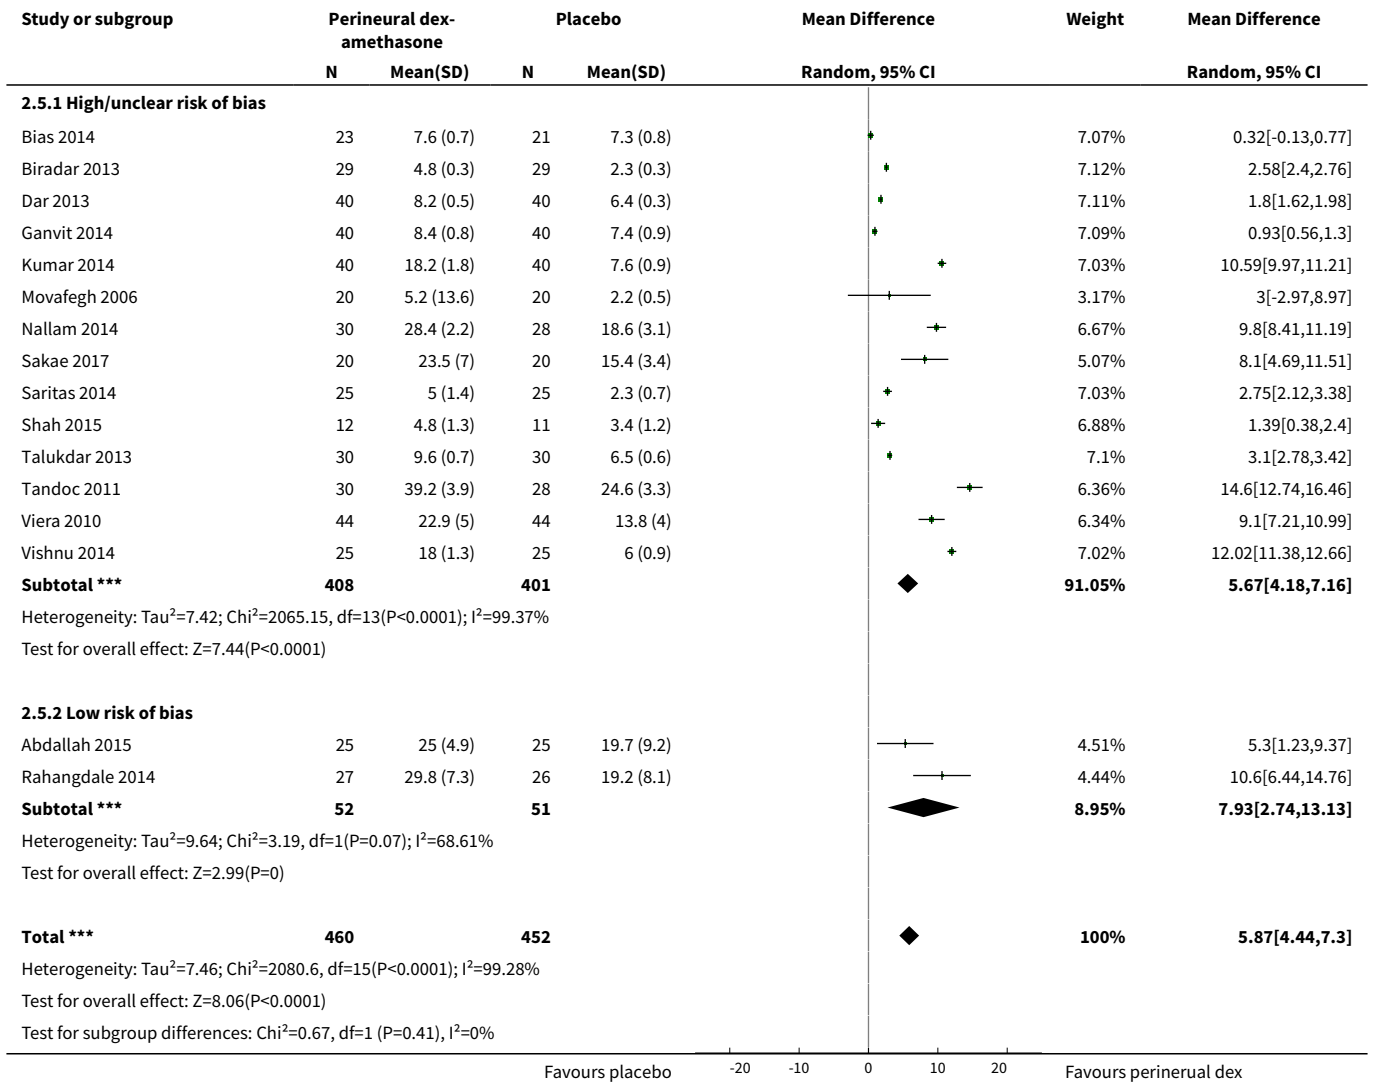 Study or subgroup Perineural dex- Placebo Mean Difference Weight Mean Difference
amethasone
N Mean(SD) N Mean(SD) Random, 95% CI Random, 95% CI
2.5.1 High/unclear risk of bias
Bias 2014 23 7.6 (0.7) 21 7.3 (0.8) 7.07% 0.32[-0.13,0.77]
Biradar 2013 29 4.8 (0.3) 29 2.3 (0.3) 7.12% 2.58[2.4,2.76]
Dar 2013 40 8.2 (0.5) 40 6.4 (0.3) 7.11% 1.8[1.62,1.98]
Ganvit 2014 40 8.4 (0.8) 40 7.4 (0.9) 7.09% 0.93[0.56,1.3]
Kumar 2014 40 18.2 (1.8) 40 7.6 (0.9) 7.03% 10.59[9.97,11.21]
Movafegh 2006 20 5.2 (13.6) 20 2.2 (0.5) 3.17% 3[-2.97,8.97]
Nallam 2014 30 28.4 (2.2) 28 18.6 (3.1) 6.67% 9.8[8.41,11.19]
Sakae 2017 20 23.5 (7) 20 15.4 (3.4) 5.07% 8.1[4.69,11.51]
Saritas 2014 25 5 (1.4) 25 2.3 (0.7) 7.03% 2.75[2.12,3.38]
Shah 2015 12 4.8 (1.3) 11 3.4 (1.2) 6.88% 1.39[0.38,2.4]
Talukdar 2013 30 9.6 (0.7) 30 6.5 (0.6) 7.1% 3.1[2.78,3.42]
Tandoc 2011 30 39.2 (3.9) 28 24.6 (3.3) 6.36% 14.6[12.74,16.46]
Viera 2010 44 22.9 (5) 44 13.8 (4) 6.34% 9.1[7.21,10.99]
Vishnu 2014 25 18 (1.3) 25 6 (0.9) 7.02% 12.02[11.38,12.66]
Subtotal *** 408 401 91.05% 5.67[4.18,7.16]
Heterogeneity: Tau²=7.42; Chi²=2065.15, df=13(P<0.0001); I²=99.37%
Test for overall effect: Z=7.44(P<0.0001)
2.5.2 Low risk of bias
Abdallah 2015 25 25 (4.9) 25 19.7 (9.2) 4.51% 5.3[1.23,9.37]
Rahangdale 2014 27 29.8 (7.3) 26 19.2 (8.1) 4.44% 10.6[6.44,14.76]
Subtotal *** 52 51 8.95% 7.93[2.74,13.13]
Heterogeneity: Tau²=9.64; Chi²=3.19, df=1(P=0.07); I²=68.61%
Test for overall effect: Z=2.99(P=0)
Total *** 460 452 100% 5.87[4.44,7.3]
Heterogeneity: Tau²=7.46; Chi²=2080.6, df=15(P<0.0001); I²=99.28%
Test for overall effect: Z=8.06(P<0.0001)
Test for subgroup differences: Chi²=0.67, df=1 (P=0.41), I²=0%
Favours placebo -20 -10 0 10 20 Favours perinerual dex